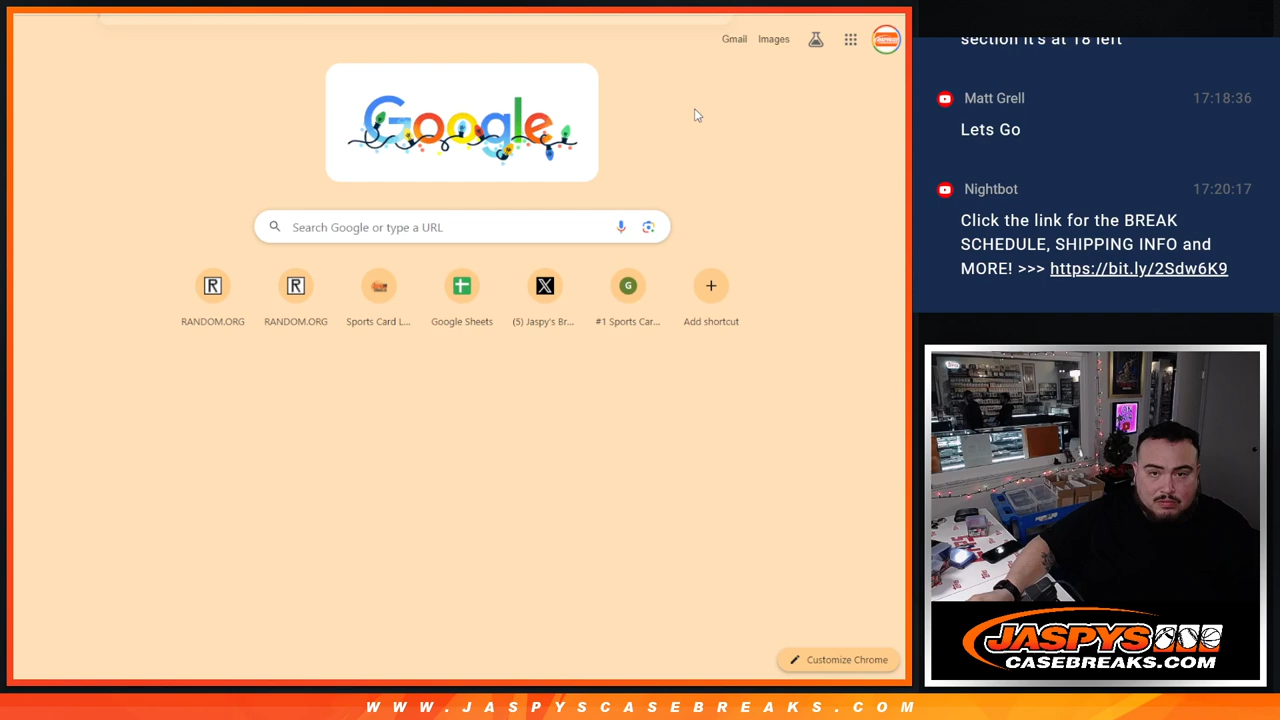 Gmail
Images
Google
Search Google or type a URL
RANDOM.ORG
RANDOM.ORG
Sports Card L...
Google Sheets
(5) Jaspy's Br...
#1 Sports Car...
Add shortcut
Customize Chrome
section it's at 18 left
Matt Grell 17:18:36
Lets Go
Nightbot 17:20:17
Click the link for the BREAK
SCHEDULE, SHIPPING INFO and
MORE! >>> https://bit.ly/2Sdw6K9
JASPYS
CASEBREAKS.COM
WWW.JASPYSCASEBREAKS.COM